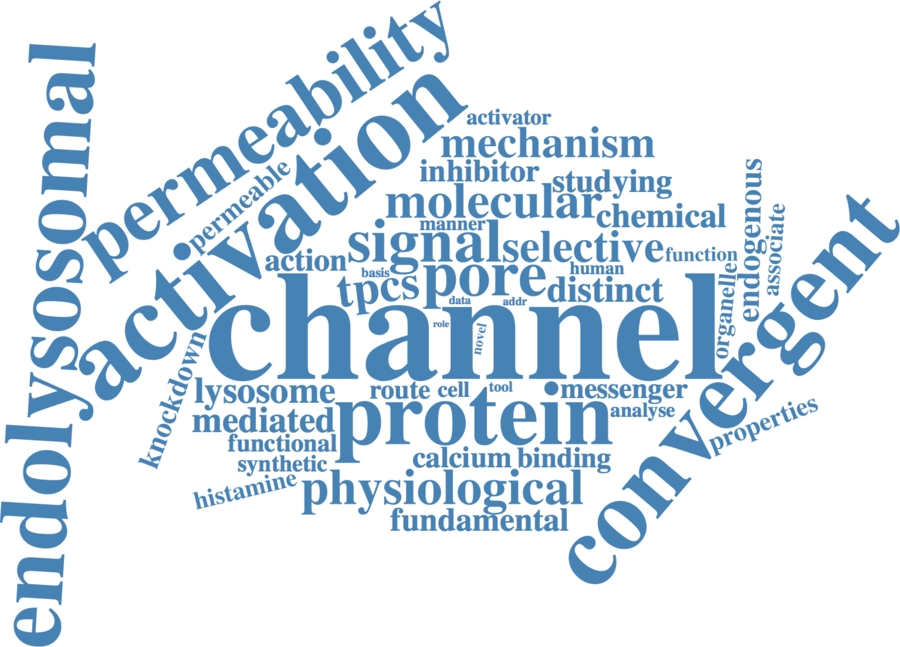 endolysosomal
permeability
activation
permeable
activator
mechanism
inhibitor
studying
molecular
chemical
manner
signal
selective
function
endogenous
associate
action
basis
tpcs
pore
human
distinct
organelle
convergent
data
addr
channel
role
novel
knockdown
lysosome
route
cell
tool
messenger
mediated
protein
analyse
properties
functional
synthetic
calcium
binding
histamine
physiological
fundamental